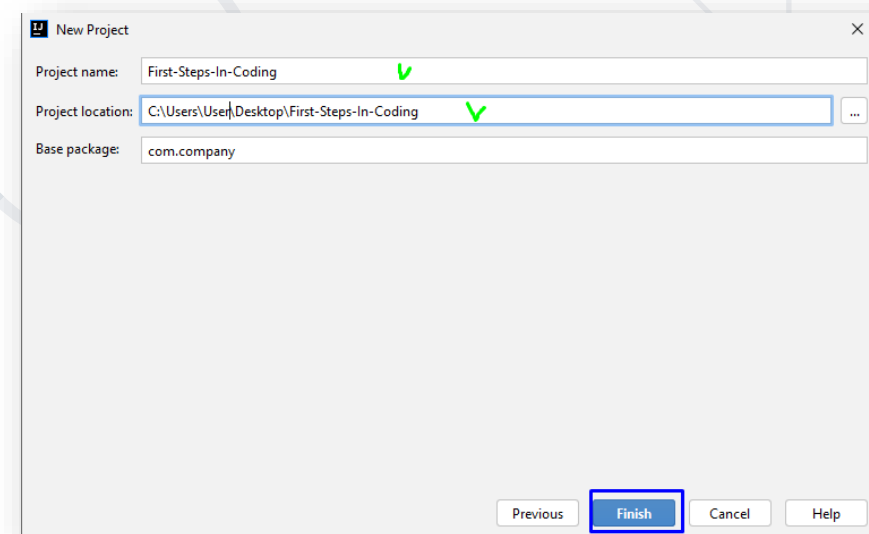 IJ New Project
Project name: First-Steps-In-Coding
Project location: C:\Users\User\Desktop\First-Steps-In-Coding ...
Base package: com.company
Previous Finish Cancel Help